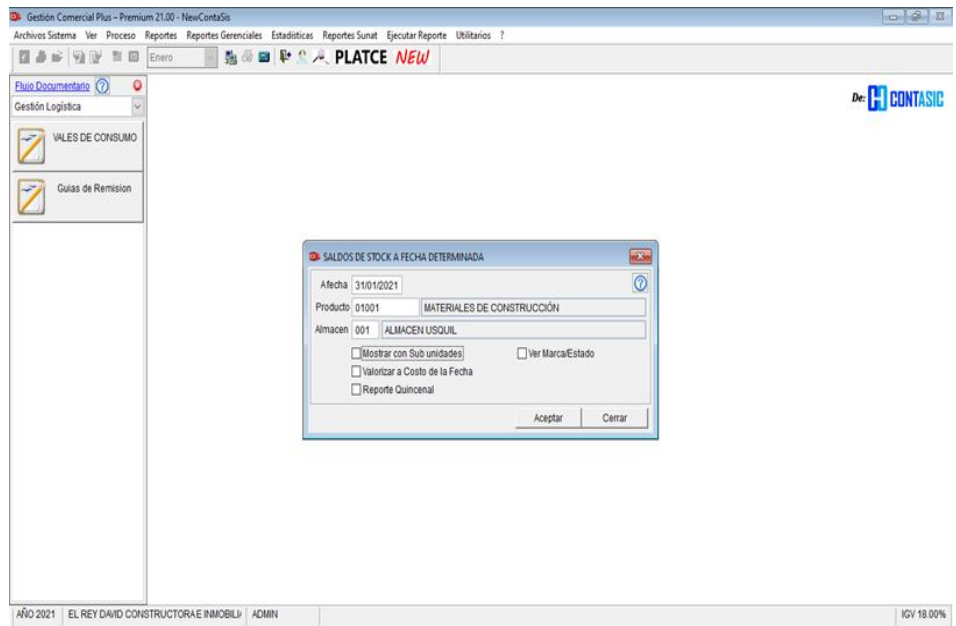 Gestión Comercial Plus – Premium 21.00 - NewContaSis
Archivos Sistema Ver Proceso Reportes Reportes Gerenciales Estadísticas Reportes Sunat Ejecutar Reporte Utilitarios ?
Enero PLATCE NEW
Flujo Documentario ?
Gestión Logística
De: CONTASIC
VALES DE CONSUMO
Guias de Remision
SALDOS DE STOCK A FECHA DETERMINADA
Afecha 31/01/2021 ?
Producto 01001 MATERIALES DE CONSTRUCCIÓN
Almacen 001 ALMACEN USQUIL
Mostrar con Sub unidades Ver Marca/Estado
Valorizar a Costo de la Fecha
Reporte Quincenal
Aceptar Cerrar
AÑO 2021 EL REY DAVID CONSTRUCTORA E INMOBILI ADMIN IGV 18.00%